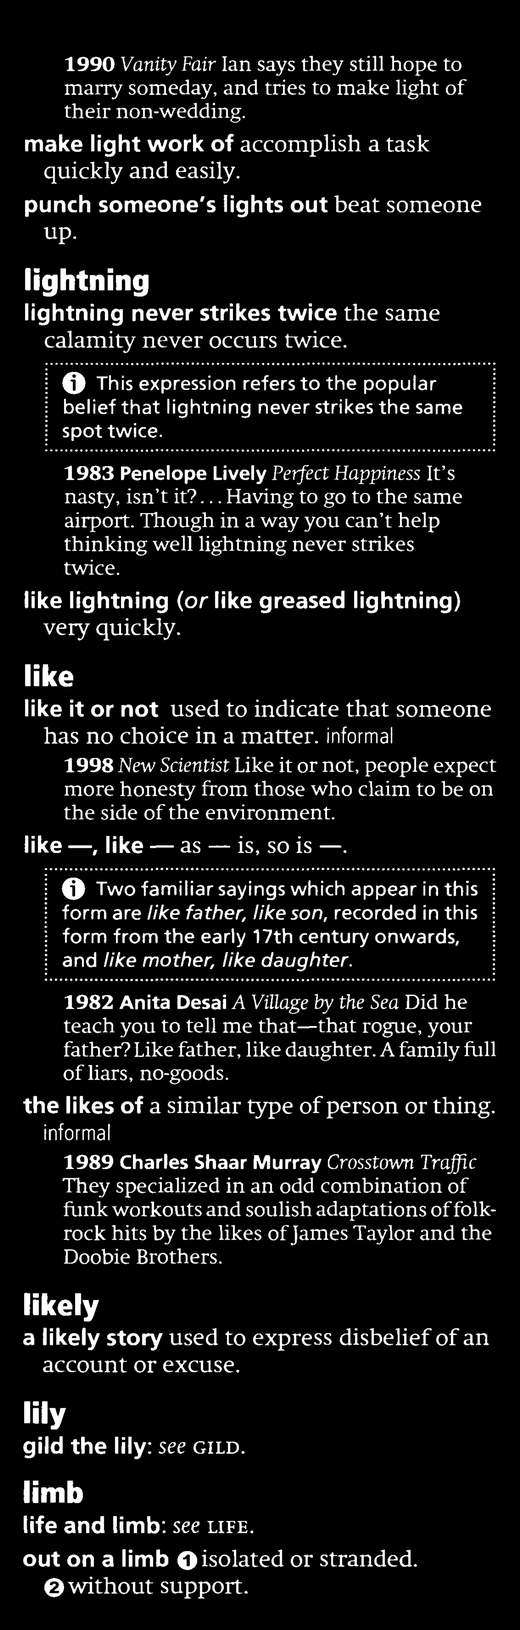 1990 Vanity Fair Ian says they still hope to
marry someday, and tries to make light of
their non-wedding.
make light work of accomplish a task
quickly and easily.
punch someone's lights out beat someone
up.
lightning
lightning never strikes twice the same
calamity never occurs twice.
i This expression refers to the popular
belief that lightning never strikes the same
spot twice.
1983 Penelope Lively Perfect Happiness It's
nasty, isn't it?...Having to go to the same
airport. Though in a way you can't help
thinking well lightning never strikes
twice.
like lightning (or like greased lightning)
very quickly.
like
like it or not used to indicate that someone
has no choice in a matter. informal
1998 New Scientist Like it or not, people expect
more honesty from those who claim to be on
the side of the environment.
like —, like — as — is, so is —.
i Two familiar sayings which appear in this
form are like father, like son, recorded in this
form from the early 17th century onwards,
and like mother, like daughter.
1982 Anita Desai A Village by the Sea Did he
teach you to tell me that—that rogue, your
father? Like father, like daughter. A family full
of liars, no-goods.
the likes of a similar type of person or thing.
informal
1989 Charles Shaar Murray Crosstown Traffic
They specialized in an odd combination of
funk workouts and soulish adaptations of folk-
rock hits by the likes of James Taylor and the
Doobie Brothers.
likely
a likely story used to express disbelief of an
account or excuse.
lily
gild the lily: see GILD.
limb
life and limb: see LIFE.
out on a limb ❶ isolated or stranded.
❷ without support.